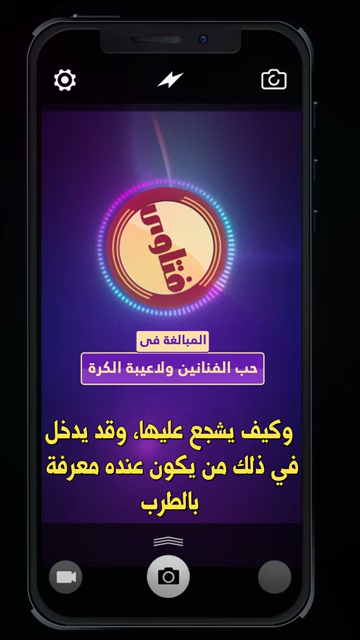 فتاوى
المبالغة فى
حب الفنانين ولاعيبة الكرة
وكيف يشجع عليها، وقد يدخل
في ذلك من يكون عنده معرفة
بالطرب